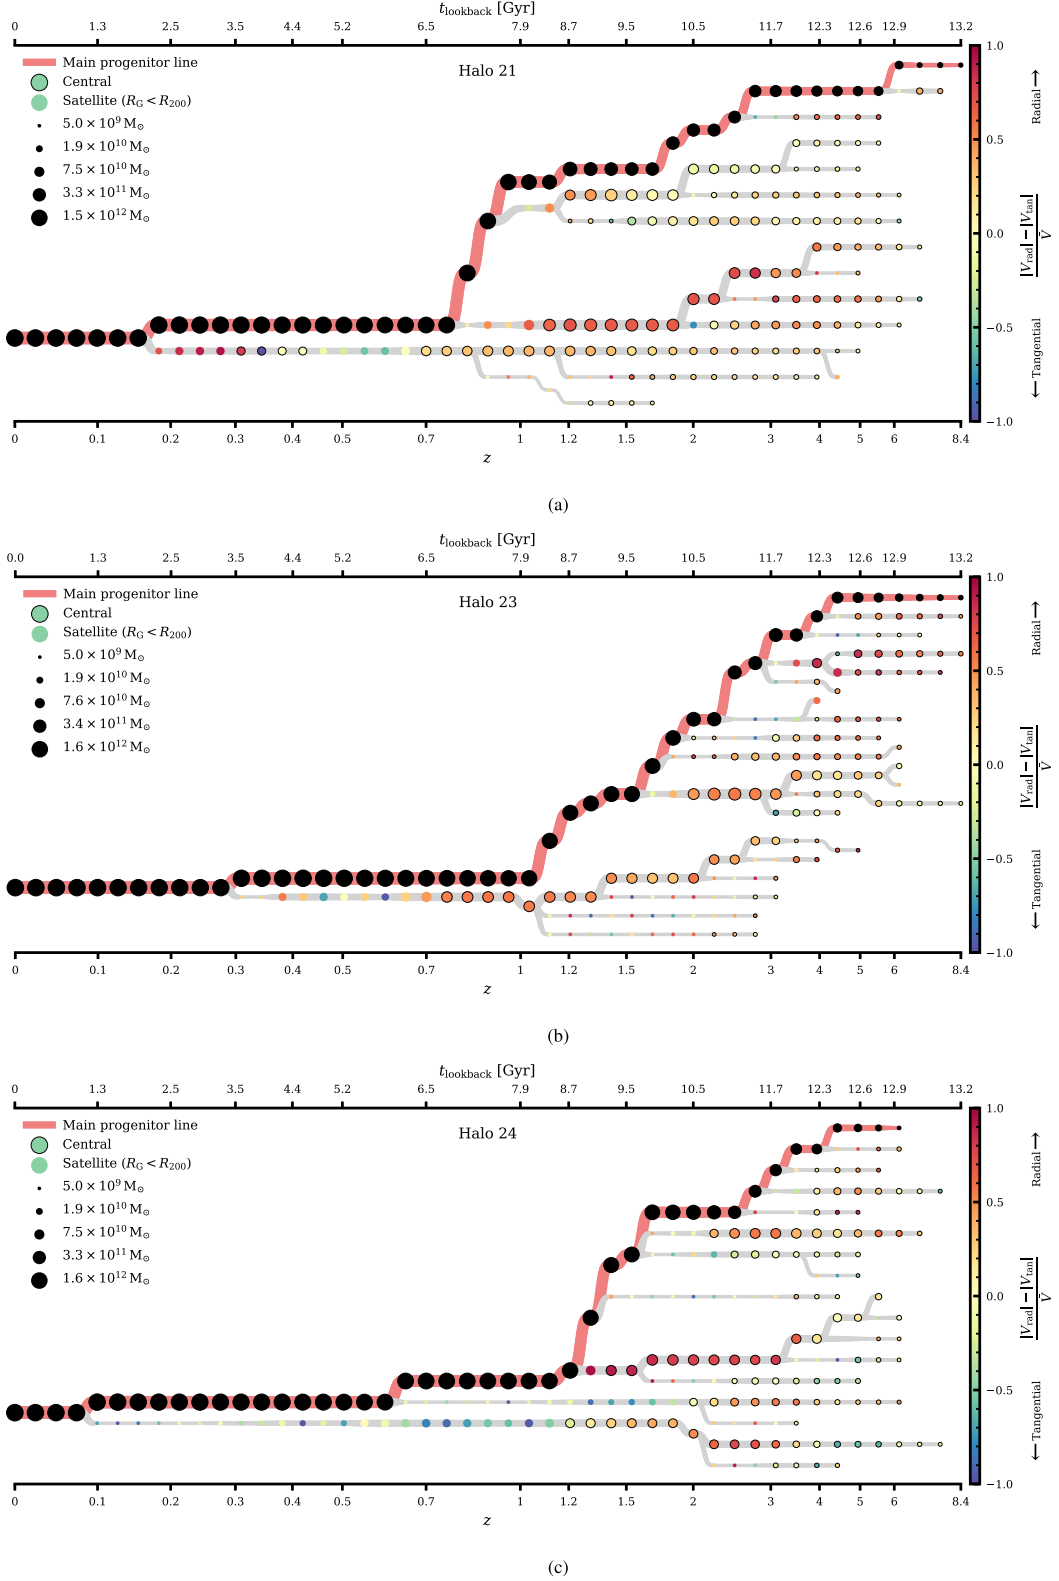 t_lookback [Gyr]
0 1.3 2.5 3.5 4.4 5.2 6.5 7.9 8.7 9.5 10.5 11.7 12.3 12.6 12.9 13.2
Main progenitor line
Central
Satellite (R_G < R_200)
5.0 × 10^9 M_⊙
1.9 × 10^10 M_⊙
7.5 × 10^10 M_⊙
3.3 × 10^11 M_⊙
1.5 × 10^12 M_⊙
Halo 21
1.0
0.5
0.0
−0.5
−1.0
Radial →
|V_rad| − |V_tan|
V̂
← Tangential
0 0.1 0.2 0.3 0.4 0.5 0.7 1 1.2 1.5 2 3 4 5 6 8.4
z
(a)
t_lookback [Gyr]
0.0 1.3 2.5 3.5 4.4 5.2 6.5 7.9 8.7 9.5 10.5 11.7 12.3 12.6 12.9 13.2
Main progenitor line
Central
Satellite (R_G < R_200)
5.0 × 10^9 M_⊙
1.9 × 10^10 M_⊙
7.6 × 10^10 M_⊙
3.4 × 10^11 M_⊙
1.6 × 10^12 M_⊙
Halo 23
1.0
0.5
0.0
−0.5
−1.0
Radial →
|V_rad| − |V_tan|
V̂
← Tangential
0 0.1 0.2 0.3 0.4 0.5 0.7 1 1.2 1.5 2 3 4 5 6 8.4
z
(b)
t_lookback [Gyr]
0 1.3 2.5 3.5 4.4 5.2 6.5 7.9 8.7 9.5 10.5 11.7 12.3 12.6 12.9 13.2
Main progenitor line
Central
Satellite (R_G < R_200)
5.0 × 10^9 M_⊙
1.9 × 10^10 M_⊙
7.5 × 10^10 M_⊙
3.3 × 10^11 M_⊙
1.6 × 10^12 M_⊙
Halo 24
1.0
0.5
0.0
−0.5
−1.0
Radial →
|V_rad| − |V_tan|
V̂
← Tangential
0 0.1 0.2 0.3 0.4 0.5 0.7 1 1.2 1.5 2 3 4 5 6 8.4
z
(c)